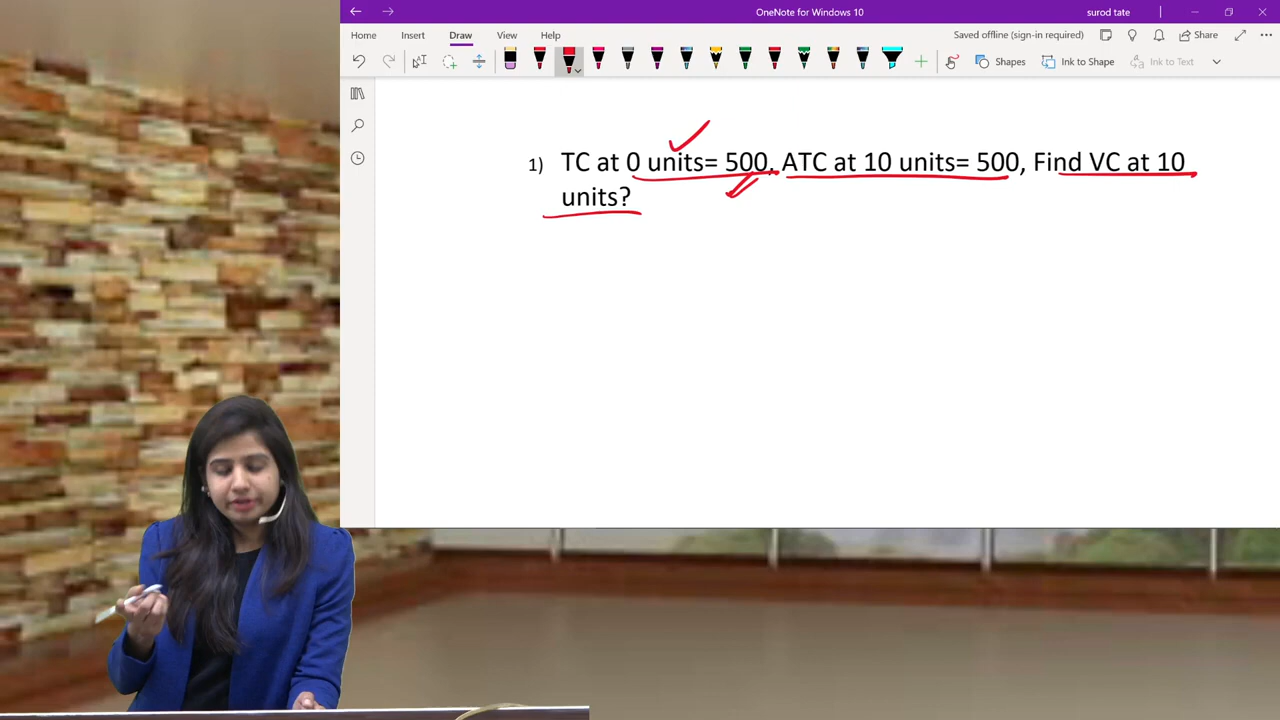 OneNote for Windows 10
surod tate
Home Insert Draw View Help
Saved offline (sign-in required)
Share
Shapes
Ink to Shape
Ink to Text
1) TC at 0 units= 500, ATC at 10 units= 500, Find VC at 10
units?